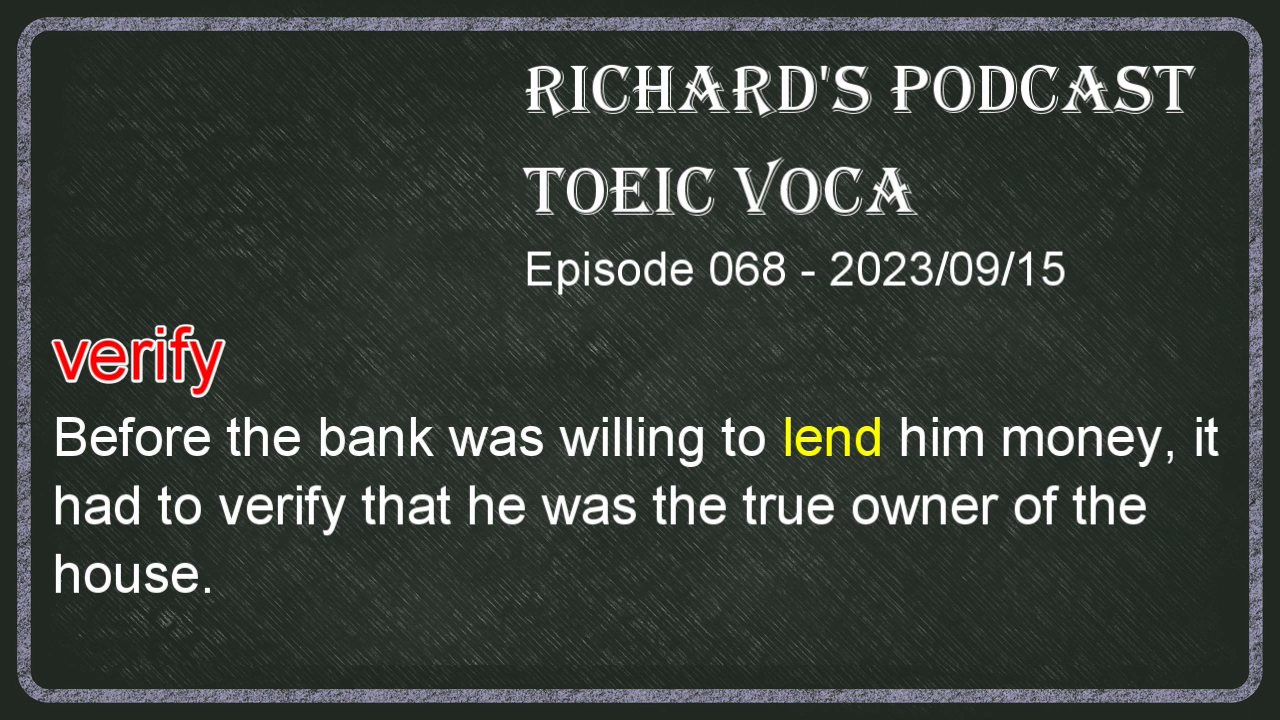 RICHARD'S PODCAST
TOEIC VOCA
Episode 068 - 2023/09/15
verify
Before the bank was willing to lend him money, it
had to verify that he was the true owner of the
house.